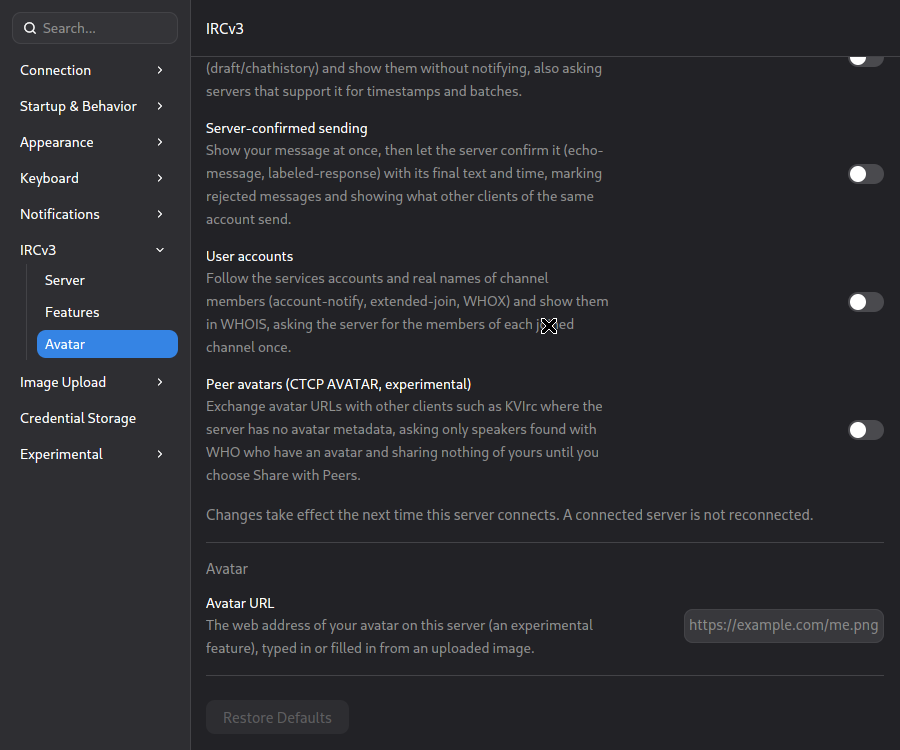 Search...
Connection
Startup & Behavior
Appearance
Keyboard
Notifications
IRCv3
Server
Features
Avatar
Image Upload
Credential Storage
Experimental
IRCv3
(draft/chathistory) and show them without notifying, also asking
servers that support it for timestamps and batches.
Server-confirmed sending
Show your message at once, then let the server confirm it (echo-
message, labeled-response) with its final text and time, marking
rejected messages and showing what other clients of the same
account send.
User accounts
Follow the services accounts and real names of channel
members (account-notify, extended-join, WHOX) and show them
in WHOIS, asking the server for the members of each
channel once.
Peer avatars (CTCP AVATAR, experimental)
Exchange avatar URLs with other clients such as KVIrc where the
server has no avatar metadata, asking only speakers found with
WHO who have an avatar and sharing nothing of yours until you
choose Share with Peers.
Changes take effect the next time this server connects. A connected server is not reconnected.
Avatar
Avatar URL
The web address of your avatar on this server (an experimental
feature), typed in or filled in from an uploaded image.
https://example.com/me.png
Restore Defaults